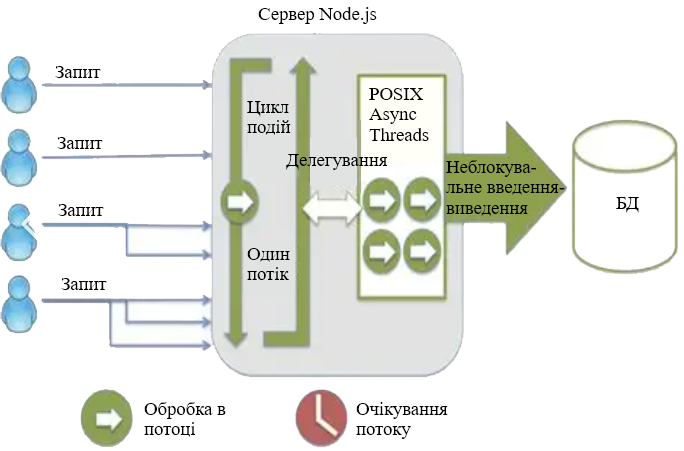 Сервер Node.js
Запит
Запит
Запит
Запит
Цикл
подій
Один
потік
Делегування
POSIX
Async
Threads
Неблокува-
льне введення-
виведення
БД
Обробка в
потоці
Очікування
потоку